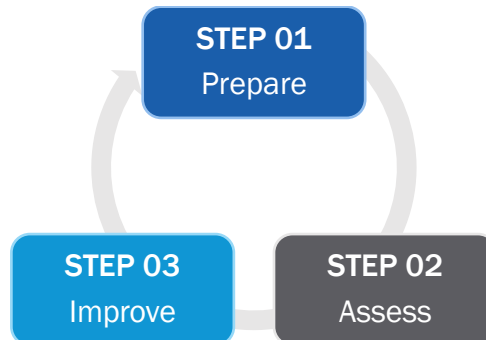 STEP 01
Prepare
STEP 03
Improve
STEP 02
Assess